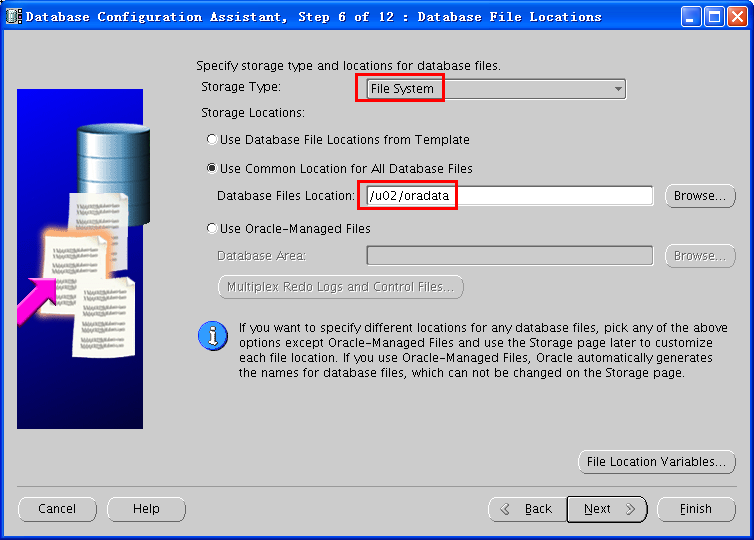 Database Configuration Assistant, Step 6 of 12 : Database File Locations
Specify storage type and locations for database files.
Storage Type: File System
Storage Locations:
Use Database File Locations from Template
Use Common Location for All Database Files
Database Files Location: /u02/oradata Browse...
Use Oracle-Managed Files
Database Area: Browse...
Multiplex Redo Logs and Control Files...
If you want to specify different locations for any database files, pick any of the above
options except Oracle-Managed Files and use the Storage page later to customize
each file location. If you use Oracle-Managed Files, Oracle automatically generates
the names for database files, which can not be changed on the Storage page.
File Location Variables...
Cancel Help Back Next Finish